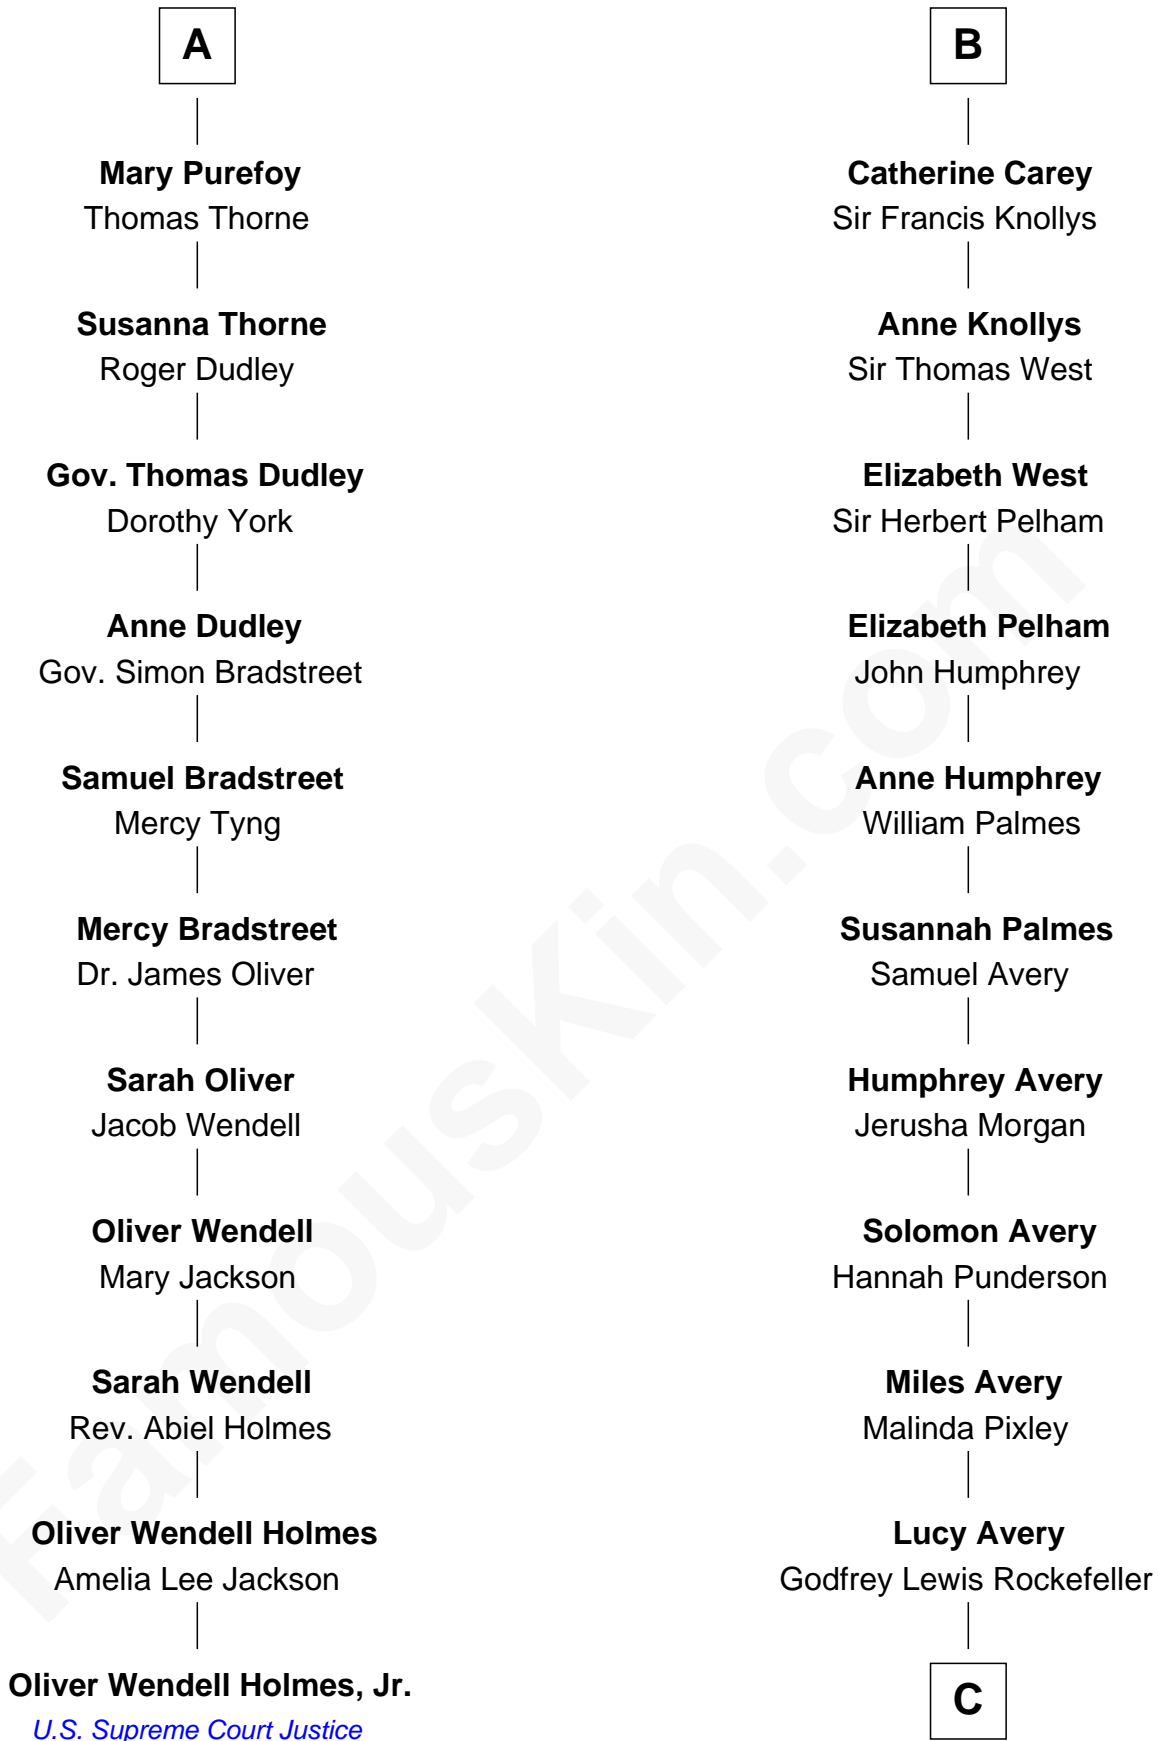 A
Mary Purefoy
Thomas Thorne
Susanna Thorne
Roger Dudley
Gov. Thomas Dudley
Dorothy York
Anne Dudley
Gov. Simon Bradstreet
Samuel Bradstreet
Mercy Tyng
Mercy Bradstreet
Dr. James Oliver
Sarah Oliver
Jacob Wendell
Oliver Wendell
Mary Jackson
Sarah Wendell
Rev. Abiel Holmes
Oliver Wendell Holmes
Amelia Lee Jackson
Oliver Wendell Holmes, Jr.
U.S. Supreme Court Justice
B
Catherine Carey
Sir Francis Knollys
Anne Knollys
Sir Thomas West
Elizabeth West
Sir Herbert Pelham
Elizabeth Pelham
John Humphrey
Anne Humphrey
William Palmes
Susannah Palmes
Samuel Avery
Humphrey Avery
Jerusha Morgan
Solomon Avery
Hannah Punderson
Miles Avery
Malinda Pixley
Lucy Avery
Godfrey Lewis Rockefeller
C
FamousKin.com